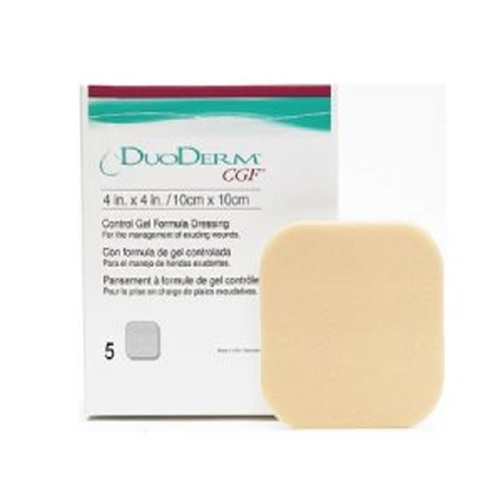 DUODERM®
CGF®
4 in. x 4 in. / 10cm x 10cm
Control Gel Formula Dressing
For the management of exuding wounds.
Con formula de gel controlada
Para el manejo de heridas exudantes.
Pansement à formule de gel contrôlé
Pour la prise en charge de plaies exsudatives.
5